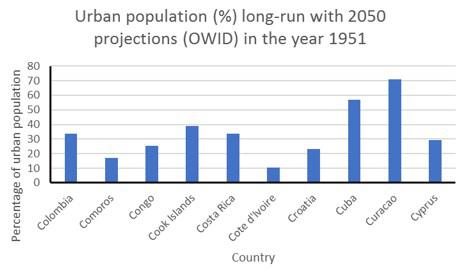 Urban population (%) long-run with 2050
projections (OWID) in the year 1951
Percentage of urban population
80
70
60
50
40
30
20
10
0
Colombia
Comoros
Congo
Cook Islands
Costa Rica
Cote d'Ivoire
Croatia
Cuba
Curacao
Cyprus
Country